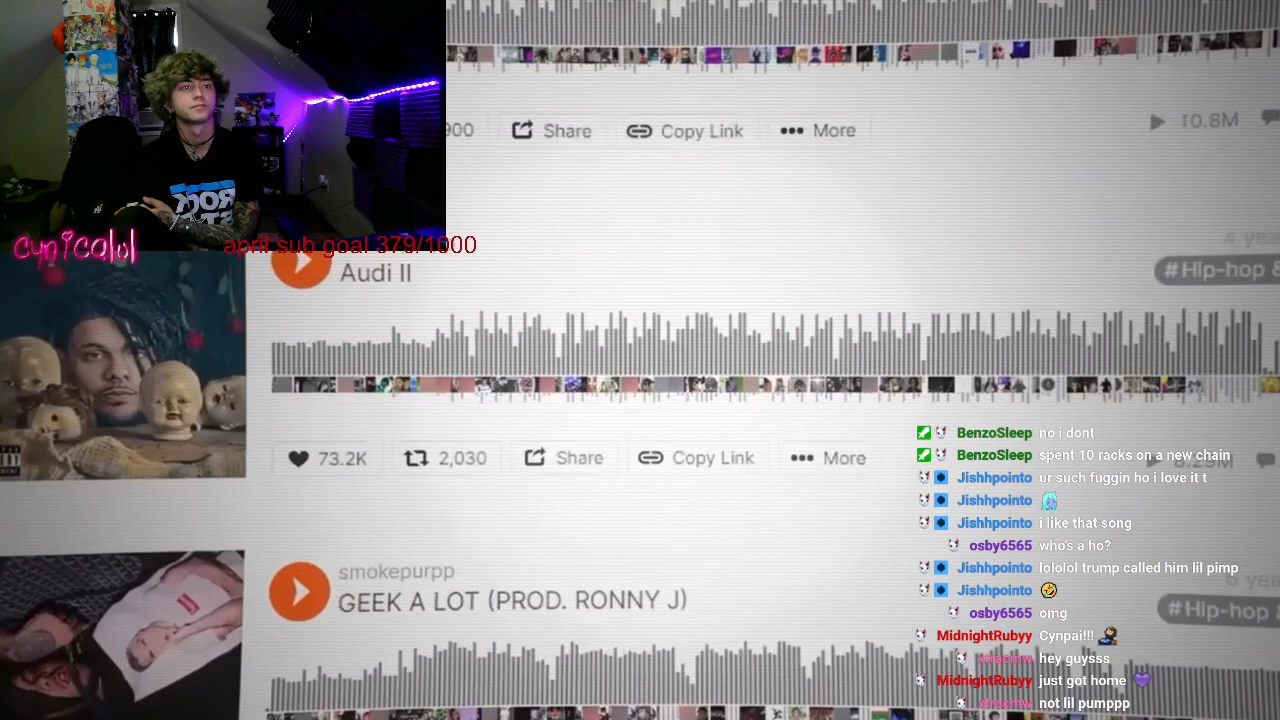 900 Share Copy Link More 10.8M
cynicalol
april sub goal 379/1000
Audi II
#Hip-hop &
73.2K 2,030 Share Copy Link More
smokepurpp
GEEK A LOT (PROD. RONNY J)
#Hip-hop
BenzoSleep no i dont
BenzoSleep spent 10 racks on a new chain
Jishhpointo ur such fuggin ho i love it t
Jishhpointo
Jishhpointo i like that song
osby6565 who's a ho?
Jishhpointo lololol trump called him lil pimp
Jishhpointo
osby6565 omg
MidnightRubyy Cynpai!!!
hey guysss
MidnightRubyy just got home
not lil pumppp